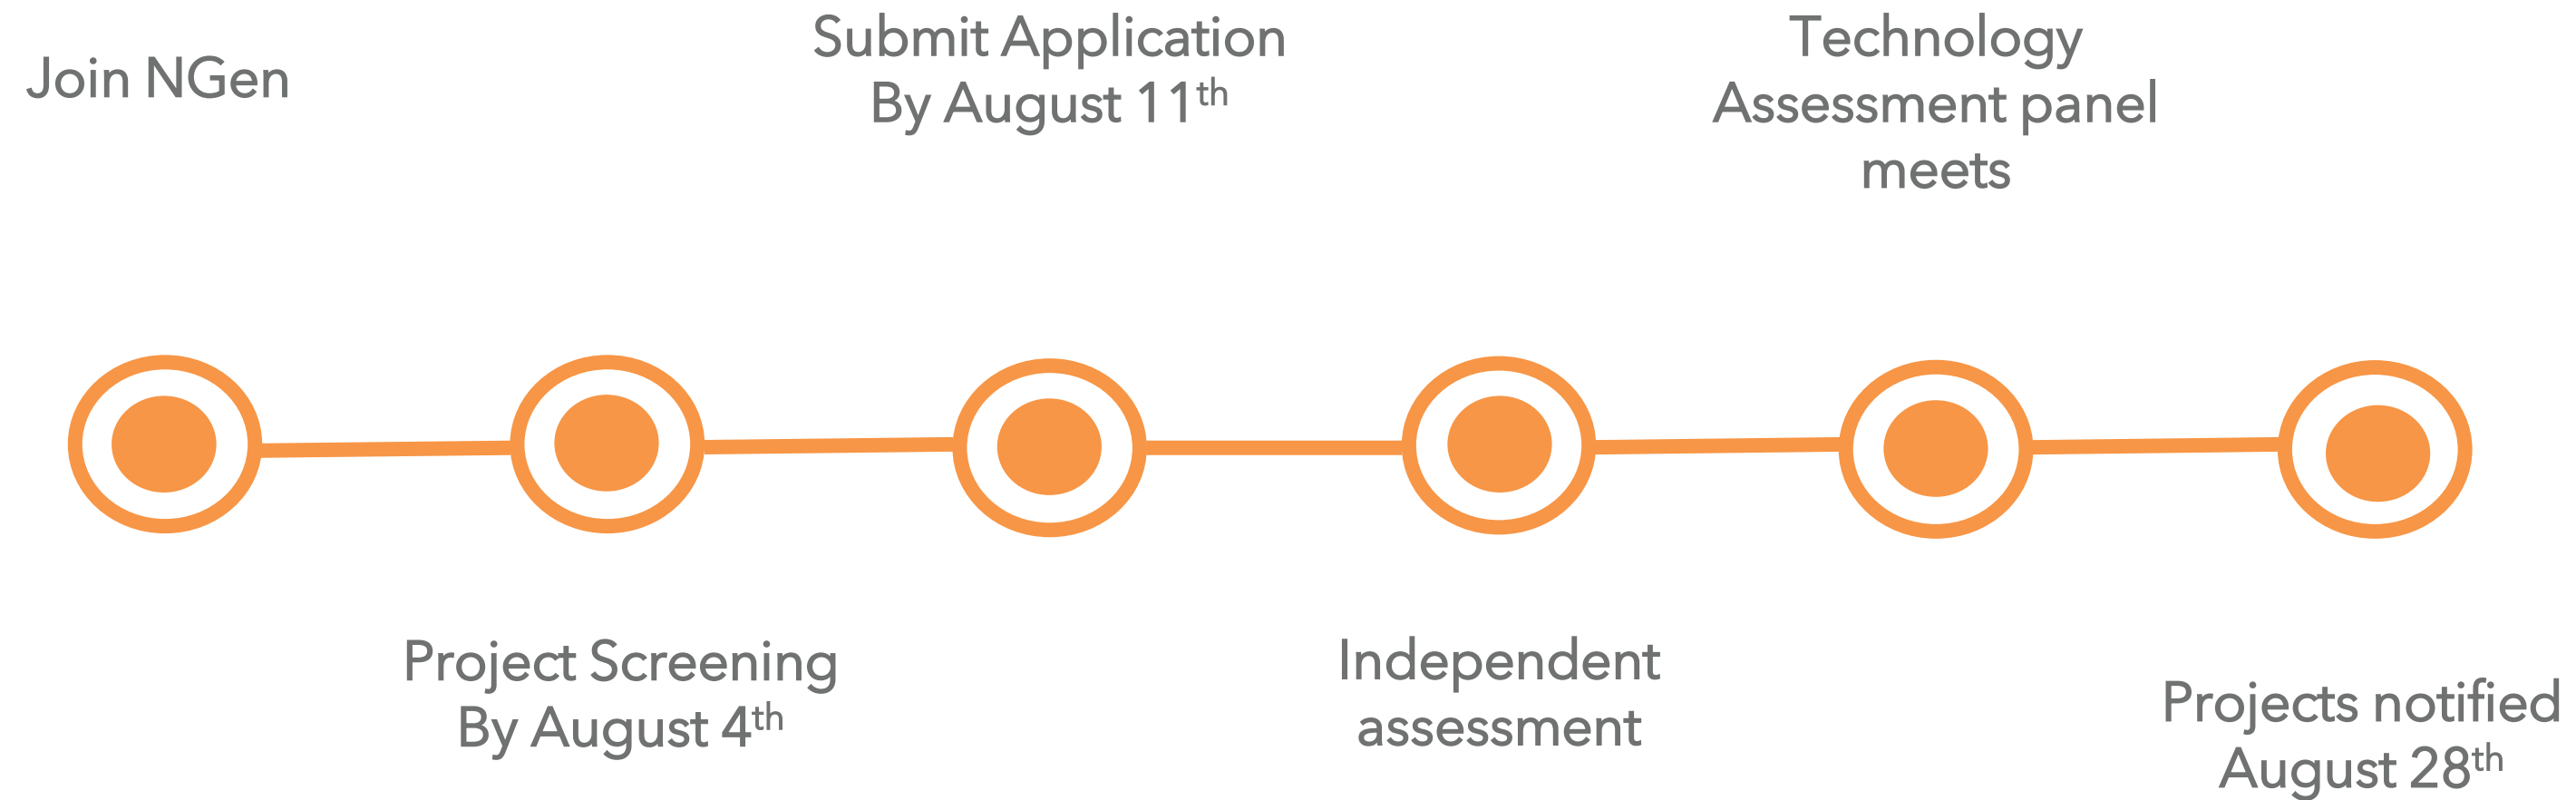 Join NGen
Project Screening
By August 4th
Submit Application
By August 11th
Independent
assessment
Technology
Assessment panel
meets
Projects notified
August 28th